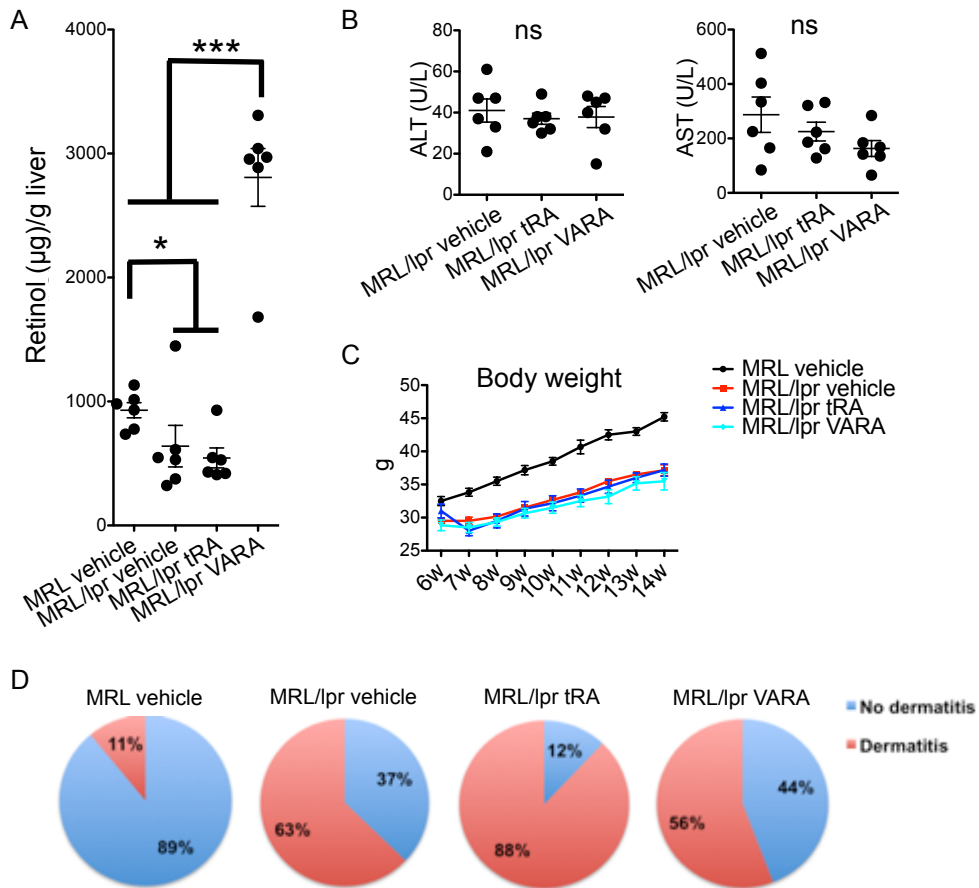 A
Retinol (µg)/g liver
4000
3000
2000
1000
0
***
*
MRL vehicle
MRL/lpr vehicle
MRL/lpr tRA
MRL/lpr VARA
B
ns
ALT (U/L)
80
60
40
20
0
MRL/lpr vehicle
MRL/lpr tRA
MRL/lpr VARA
ns
AST (U/L)
600
400
200
0
MRL/lpr vehicle
MRL/lpr tRA
MRL/lpr VARA
C
Body weight
g
50
45
40
35
30
25
6w
7w
8w
9w
10w
11w
12w
13w
14w
MRL vehicle
MRL/lpr vehicle
MRL/lpr tRA
MRL/lpr VARA
D
MRL vehicle
11%
89%
MRL/lpr vehicle
37%
63%
MRL/lpr tRA
12%
88%
MRL/lpr VARA
44%
56%
No dermatitis
Dermatitis